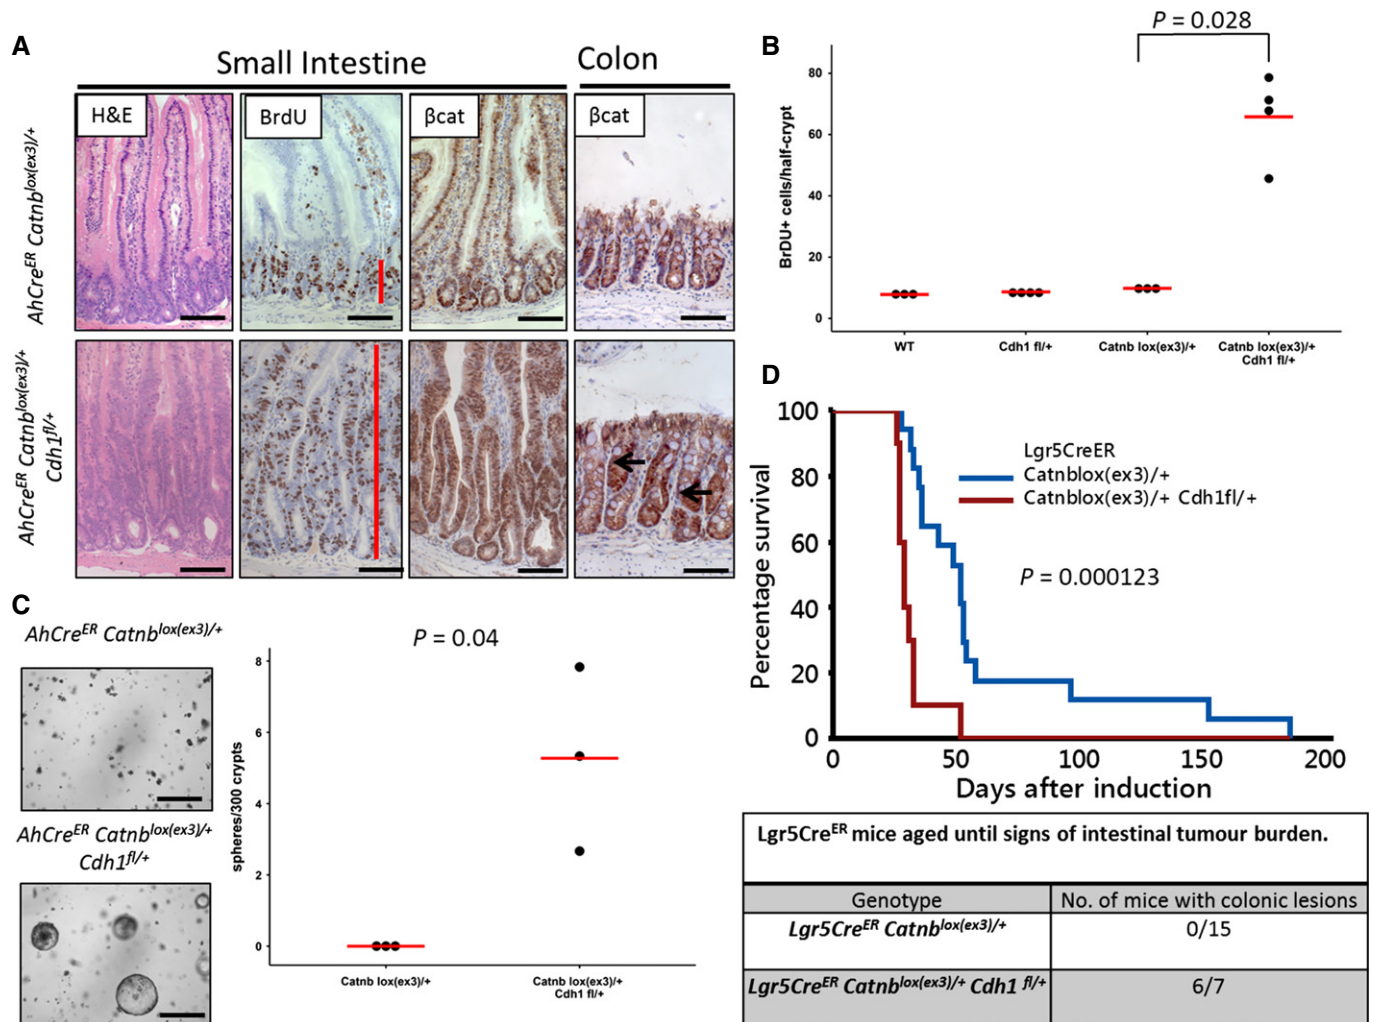 A
Small Intestine
Colon
H&E
BrdU
βcat
βcat
AhCreER Catnblox(ex3)/+
AhCreER Catnblox(ex3)/+
Cdh1fl/+
B
P = 0.028
BrDU+ cells/half-crypt
80
60
40
20
0
WT
Cdh1 fl/+
Catnb lox(ex3)/+
Catnb lox(ex3)/+
Cdh1 fl/+
C
AhCreER Catnblox(ex3)/+
AhCreER Catnblox(ex3)/+
Cdh1fl/+
P = 0.04
spheres/300 crypts
8
6
4
2
0
Catnb lox(ex3)/+
Catnb lox(ex3)/+
Cdh1 fl/+
D
Percentage survival
100
80
60
40
20
0
Lgr5CreER
Catnblox(ex3)/+
Catnblox(ex3)/+ Cdh1fl/+
P = 0.000123
0 50 100 150 200
Days after induction
Lgr5CreER mice aged until signs of intestinal tumour burden.
Genotype No. of mice with colonic lesions
Lgr5CreER Catnblox(ex3)/+ 0/15
Lgr5CreER Catnblox(ex3)/+ Cdh1 fl/+ 6/7